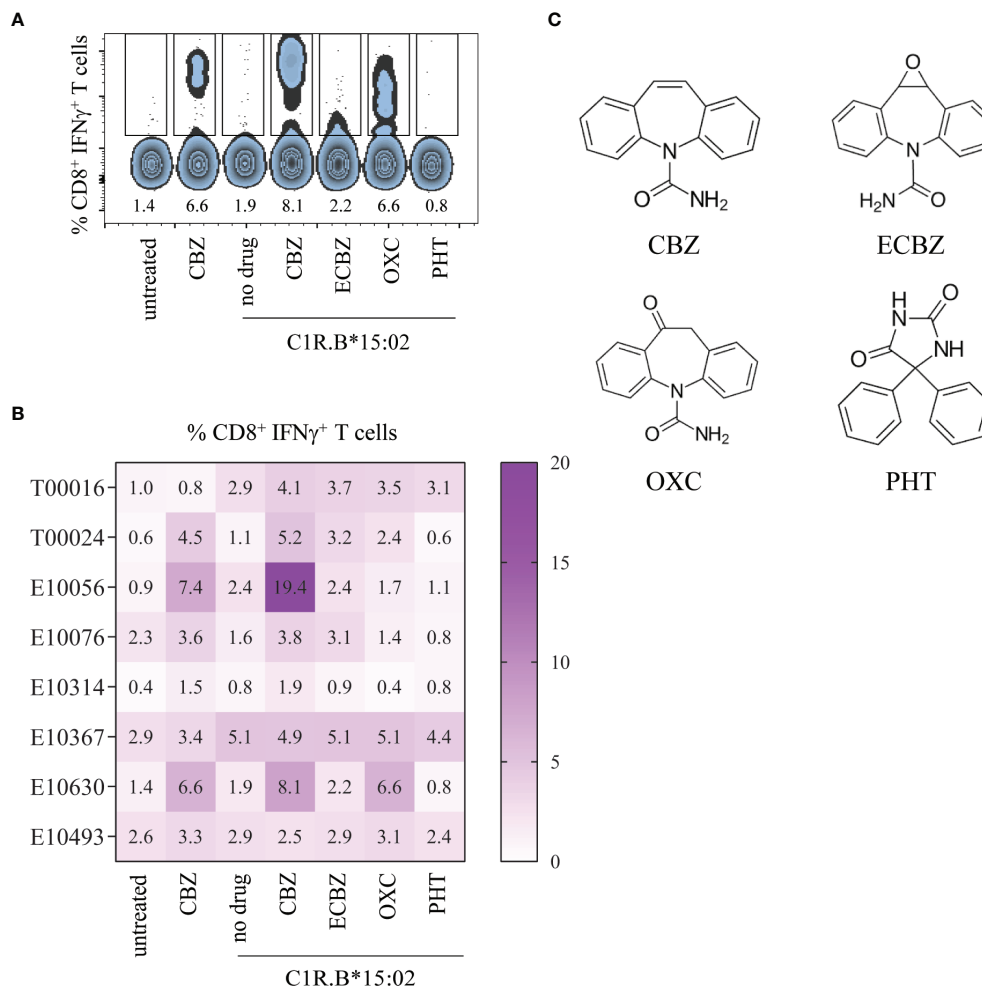 A
% CD8+ IFNγ+ T cells
1.4 6.6 1.9 8.1 2.2 6.6 0.8
untreated
CBZ
no drug
CBZ
ECBZ
OXC
PHT
C1R.B*15:02
B
% CD8+ IFNγ+ T cells
T00016 1.0 0.8 2.9 4.1 3.7 3.5 3.1
T00024 0.6 4.5 1.1 5.2 3.2 2.4 0.6
E10056 0.9 7.4 2.4 19.4 2.4 1.7 1.1
E10076 2.3 3.6 1.6 3.8 3.1 1.4 0.8
E10314 0.4 1.5 0.8 1.9 0.9 0.4 0.8
E10367 2.9 3.4 5.1 4.9 5.1 5.1 4.4
E10630 1.4 6.6 1.9 8.1 2.2 6.6 0.8
E10493 2.6 3.3 2.9 2.5 2.9 3.1 2.4
untreated
CBZ
no drug
CBZ
ECBZ
OXC
PHT
C1R.B*15:02
20
15
10
5
0
C
N
O
NH2
CBZ
O
N
H2N
O
ECBZ
O
N
O
NH2
OXC
H
N
O
O
NH
PHT